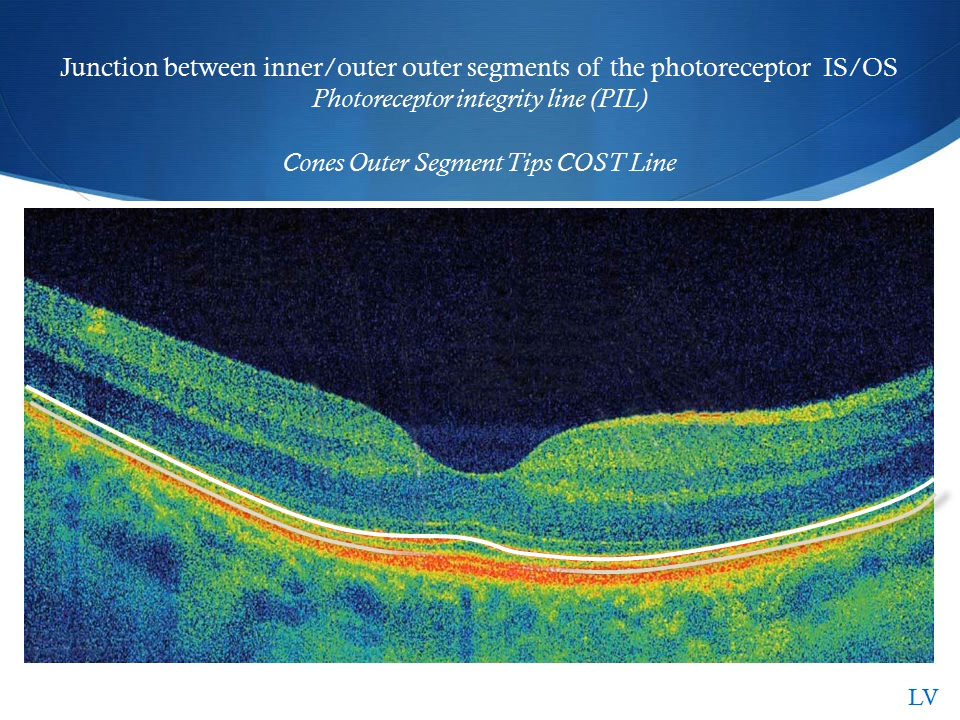 Junction between inner/outer outer segments of the photoreceptor IS/OS
Photoreceptor integrity line (PIL)
Cones Outer Segment Tips COST Line
LV